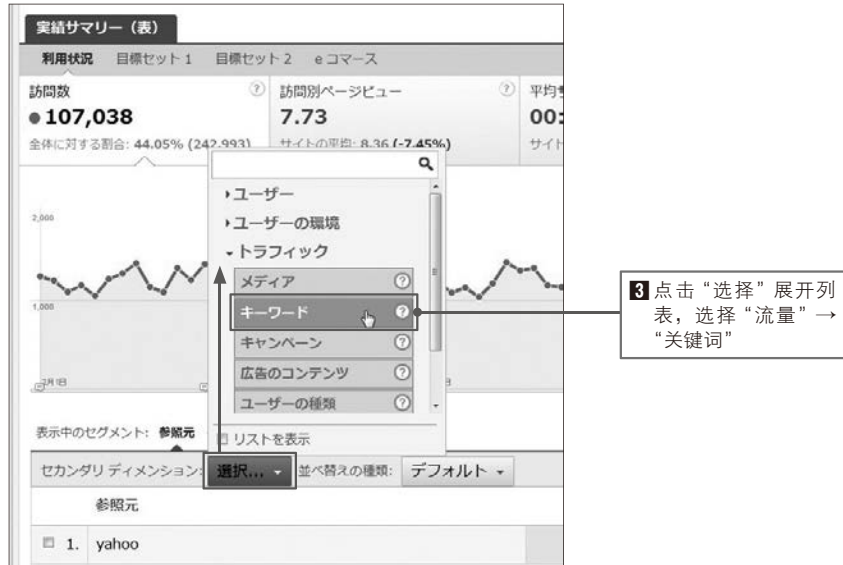 実績サマリー（表）
利用状況 目標セット 1 目標セット 2 e コマース
訪問数 ? 訪問別ページビュー ? 平均
107,038 7.73 00:
全体に対する割合: 44.05% (242,993) サイトの平均: 8.36 (-7.45%) サイト
ユーザー
ユーザーの環境
2,000
トラフィック
メディア ?
キーワード ?
1,000
キャンペーン ?
広告のコンテンツ ?
ユーザーの種類 ?
表示中のセグメント: 参照元
リストを表示
セカンダリ ディメンション: 選択... 並べ替えの種類: デフォルト
参照元
1. yahoo
3 点击“选择”展开列
表，选择“流量”→
“关键词”